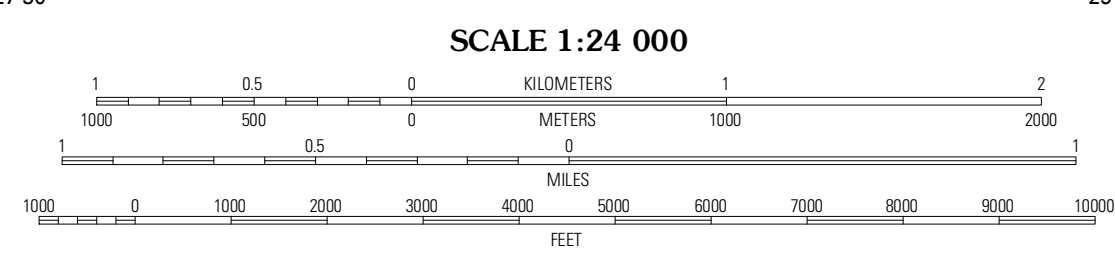 SCALE 1:24 000
1 0.5 0 KILOMETERS 1 2
1000 500 0 METERS 1000 2000
1 0.5 0 1
MILES
1000 0 1000 2000 3000 4000 5000 6000 7000 8000 9000 10000
FEET